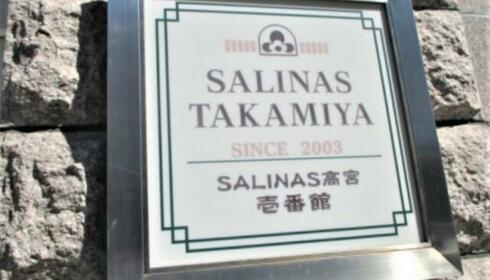 SALINAS
TAKAMIYA
SINCE 2003
SALINAS高宮
壱番館